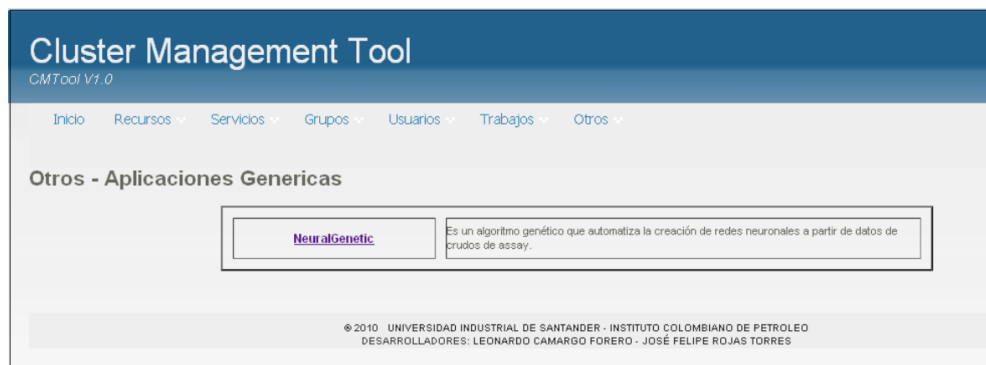 Cluster Management Tool
CMTool V1.0
Inicio Recursos Servicios Grupos Usuarios Trabajos Otros
Otros - Aplicaciones Genericas
NeuralGenetic
Es un algoritmo genético que automatiza la creación de redes neuronales a partir de datos de
crudos de assay.
© 2010 UNIVERSIDAD INDUSTRIAL DE SANTANDER - INSTITUTO COLOMBIANO DE PETROLEO
DESARROLLADORES: LEONARDO CAMARGO FORERO - JOSÉ FELIPE ROJAS TORRES